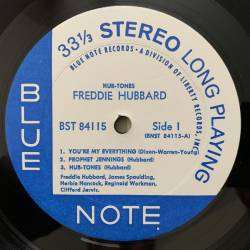 33⅓ STEREO LONG PLAYING
BLUE NOTE RECORDS • A DIVISION OF LIBERTY RECORDS, INC.
HUB-TONES
FREDDIE HUBBARD
BST 84115 Side 1
(BNST 84115-A)
1. YOU'RE MY EVERYTHING (Dixon-Warren-Young)
2. PROPHET JENNINGS (Hubbard)
3. HUB-TONES (Hubbard)
Freddie Hubbard, James Spaulding,
Herbie Hancock, Reginald Workman,
Clifford Jarvis.
BLUE
NOTE